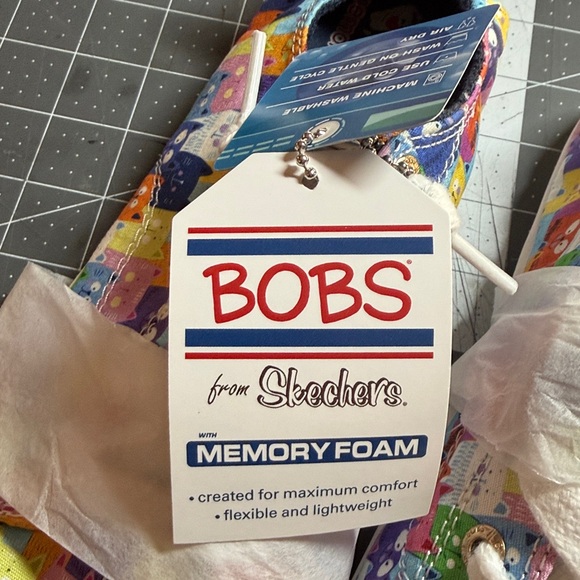 MACHINE WASHABLE
USE COLD WATER
WASH ON GENTLE CYCLE
AIR DRY
BOBS®
from Skechers®
WITH
MEMORY FOAM
• created for maximum comfort
• flexible and lightweight